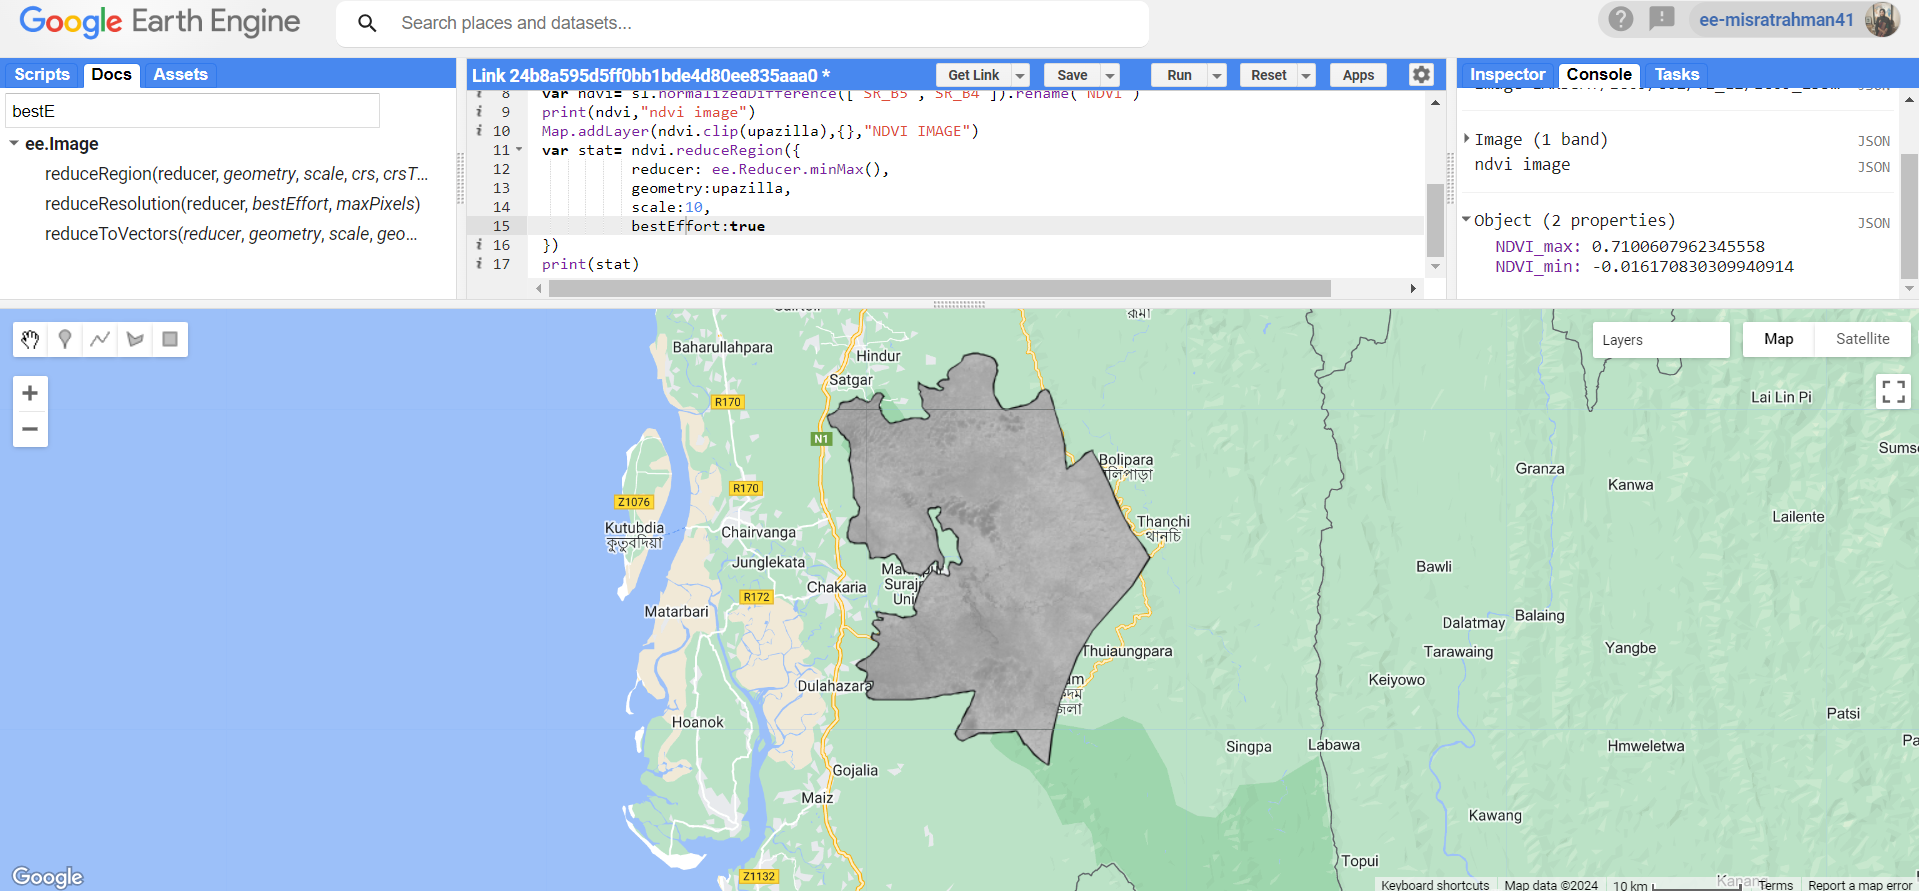 Google Earth Engine
Search places and datasets...
ee-misratrahman41
Scripts Docs Assets
bestE
ee.Image
reduceRegion(reducer, geometry, scale, crs, crsT...
reduceResolution(reducer, bestEffort, maxPixels)
reduceToVectors(reducer, geometry, scale, geo...
Link 24b8a595d5ff0bb1bde4d80ee835aaa0 *
Get Link Save Run Reset Apps
8 var ndvi= s1.normalizedDifference(['SR_B5','SR_B4']).rename('NDVI')
9 print(ndvi,"ndvi image")
10 Map.addLayer(ndvi.clip(upazilla),{},"NDVI IMAGE")
11 var stat= ndvi.reduceRegion({
12 reducer: ee.Reducer.minMax(),
13 geometry:upazilla,
14 scale:10,
15 bestEffort:true
16 })
17 print(stat)
Inspector Console Tasks
Image (1 band) JSON
ndvi image JSON
Object (2 properties) JSON
NDVI_max: 0.7100607962345558
NDVI_min: -0.016170830309940914
Layers
Map Satellite
রুমা
Baharullahpara
Hindur
Satgar
R170
N1
Lai Lin Pi
Bolipara
Sumse
Granza
R170
Kanwa
Z1076
Lailente
Kutubdia
কুতুবদিয়া
Chairvanga
Thanchi
থানচি
Junglekata
Bawli
Chakaria
Suraj
Uni
R172
Matarbari
Balaing
Dalatmay
Thuiaungpara
Tarawaing
Yangbe
Dulahazara
Keiyowo
Hoanok
Patsi
Singpa
Labawa
Hmweletwa
Pa
Gojalia
Maiz
Kawang
Topui
Z1132
Google
Keyboard shortcuts Map data ©2024 10 km Terms Report a map error